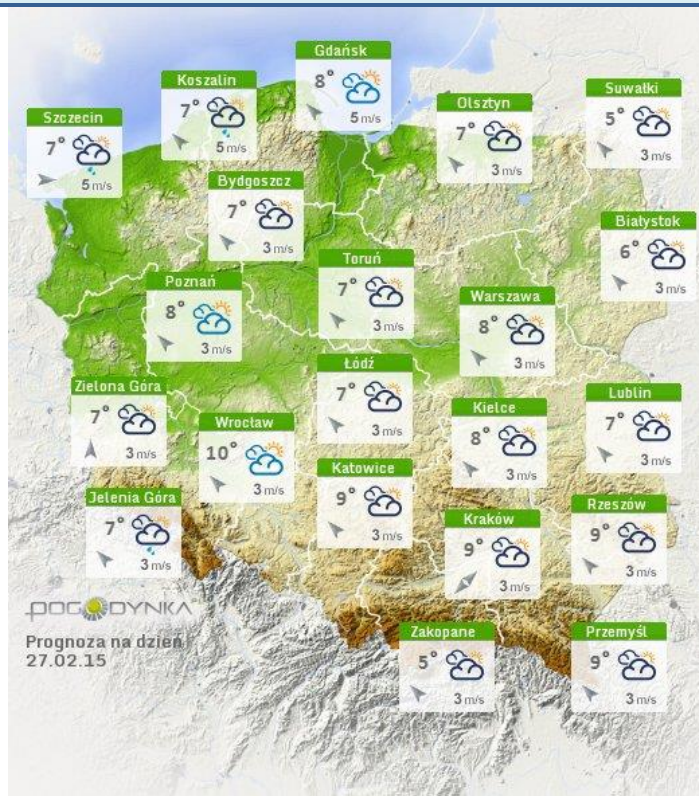 Gdańsk
8°
5 m/s
Koszalin
7°
5 m/s
Suwałki
5°
3 m/s
Olsztyn
7°
3 m/s
Szczecin
7°
5 m/s
Bydgoszcz
7°
3 m/s
Białystok
6°
3 m/s
Toruń
7°
3 m/s
Poznań
8°
3 m/s
Warszawa
8°
3 m/s
Łódź
7°
3 m/s
Zielona Góra
7°
3 m/s
Lublin
7°
3 m/s
Kielce
8°
3 m/s
Wrocław
10°
3 m/s
Katowice
9°
3 m/s
Jelenia Góra
7°
3 m/s
Rzeszów
9°
3 m/s
Kraków
9°
3 m/s
POGODYNKA
Prognoza na dzień
27.02.15
Zakopane
5°
3 m/s
Przemyśl
9°
3 m/s